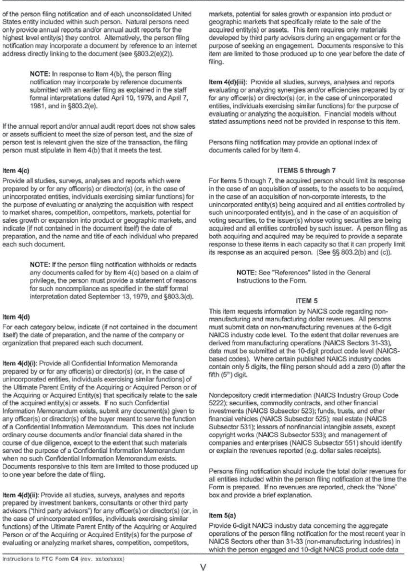 of the person filing notification and of each unconsolidated United
States entity included within such person. Natural persons need
only provide annual reports and/or annual audit reports for the
highest level entity(s) they control. Alternatively, the person filing
notification may incorporate a document by reference to an internet
address directly linking to the document (see §803.2(e)(2)).
NOTE: In response to Item 4(b), the person filing
notification may incorporate by reference documents
submitted with an earlier filing as explained in the staff
formal interpretations dated April 10, 1979, and April 7,
1981, and in §803.2(e).
If the annual report and/or annual audit report does not show sales
or assets sufficient to meet the size of person test, and the size of
person test is relevant given the size of the transaction, the filing
person must stipulate in Item 4(b) that it meets the test.
Item 4(c)
Provide all studies, surveys, analyses and reports which were
prepared by or for any officer(s) or director(s) (or, in the case of
unincorporated entities, individuals exercising similar functions) for
the purpose of evaluating or analyzing the acquisition with respect
to market shares, competition, competitors, markets, potential for
sales growth or expansion into product or geographic markets, and
indicate (if not contained in the document itself) the date of
preparation, and the name and title of each individual who prepared
each such document.
NOTE: If the person filing notification withholds or redacts
any documents called for by Item 4(c) based on a claim of
privilege, the person must provide a statement of reasons
for such noncompliance as specified in the staff formal
interpretation dated September 13, 1979, and §803.3(d).
Item 4(d)
For each category below, indicate (if not contained in the document
itself) the date of preparation, and the name of the company or
organization that prepared each such document.
Item 4(d)(i): Provide all Confidential Information Memoranda
prepared by or for any officer(s) or director(s) (or, in the case of
unincorporated entities, individuals exercising similar functions) of
the Ultimate Parent Entity of the Acquiring or Acquired Person or of
the Acquiring or Acquired Entity(s) that specifically relate to the sale
of the acquired entity(s) or assets. If no such Confidential
Information Memorandum exists, submit any document(s) given to
any officer(s) or director(s) of the buyer meant to serve the function
of a Confidential Information Memorandum. This does not include
ordinary course documents and/or financial data shared in the
course of due diligence, except to the extent that such materials
served the purpose of a Confidential Information Memorandum
when no such Confidential Information Memorandum exists.
Documents responsive to this item are limited to those produced up
to one year before the date of filing.
Item 4(d)(ii): Provide all studies, surveys, analyses and reports
prepared by investment bankers, consultants or other third party
advisors ("third party advisors") for any officer(s) or director(s) (or, in
the case of unincorporated entities, individuals exercising similar
functions) of the Ultimate Parent Entity of the Acquiring or Acquired
Person or of the Acquiring or Acquired Entity(s) for the purpose of
evaluating or analyzing market shares, competition, competitors,
markets, potential for sales growth or expansion into product or
geographic markets that specifically relate to the sale of the
acquired entity(s) or assets. This item requires only materials
developed by third party advisors during an engagement or for the
purpose of seeking an engagement. Documents responsive to this
item are limited to those produced up to one year before the date of
filing.
Item 4(d)(iii): Provide all studies, surveys, analyses and reports
evaluating or analyzing synergies and/or efficiencies prepared by or
for any officer(s) or director(s) (or, in the case of unincorporated
entities, individuals exercising similar functions) for the purpose of
evaluating or analyzing the acquisition. Financial models without
stated assumptions need not be provided in response to this item.
Persons filing notification may provide an optional index of
documents called for by Item 4.
ITEMS 5 through 7
For Items 5 through 7, the acquired person should limit its response
in the case of an acquisition of assets, to the assets to be acquired,
in the case of an acquisition of non-corporate interests, to the
unincorporated entity(s) being acquired and all entities controlled by
such unincorporated entity(s), and in the case of an acquisition of
voting securities, to the issuer(s) whose voting securities are being
acquired and all entities controlled by such issuer. A person filing as
both acquiring and acquired may be required to provide a separate
response to these items in each capacity so that it can properly limit
its response as an acquired person. (See §§ 803.2(b) and (c)).
NOTE: See "References" listed in the General
Instructions to the Form.
ITEM 5
This item requests information by NAICS code regarding non-
manufacturing and manufacturing dollar revenues. All persons
must submit data on non-manufacturing revenues at the 6-digit
NAICS industry code level. To the extent that dollar revenues are
derived from manufacturing operations (NAICS Sectors 31-33),
data must be submitted at the 10-digit product code level (NAICS-
based codes). Where certain published NAICS industry codes
contain only 5 digits, the filing person should add a zero (0) after the
fifth (5th) digit.
Nondepository credit intermediation (NAICS Industry Group Code
5222); securities, commodity contracts, and other financial
investments (NAICS Subsector 523); funds, trusts, and other
financial vehicles (NAICS Subsector 525); real estate (NAICS
Subsector 531); lessors of nonfinancial intangible assets, except
copyright works (NAICS Subsector 533); and management of
companies and enterprises (NAICS Subsector 551) should identify
or explain the revenues reported (e.g. dollar sales receipts).
Persons filing notification should include the total dollar revenues for
all entities included within the person filing notification at the time the
Form is prepared. If no revenues are reported, check the "None"
box and provide a brief explanation.
Item 5(a)
Provide 6-digit NAICS industry data concerning the aggregate
operations of the person filing notification for the most recent year in
NAICS Sectors other than 31-33 (non-manufacturing industries) in
which the person engaged and 10-digit NAICS product code data
Instructions to FTC Form C4 (rev. xx/xx/xxxx)
V